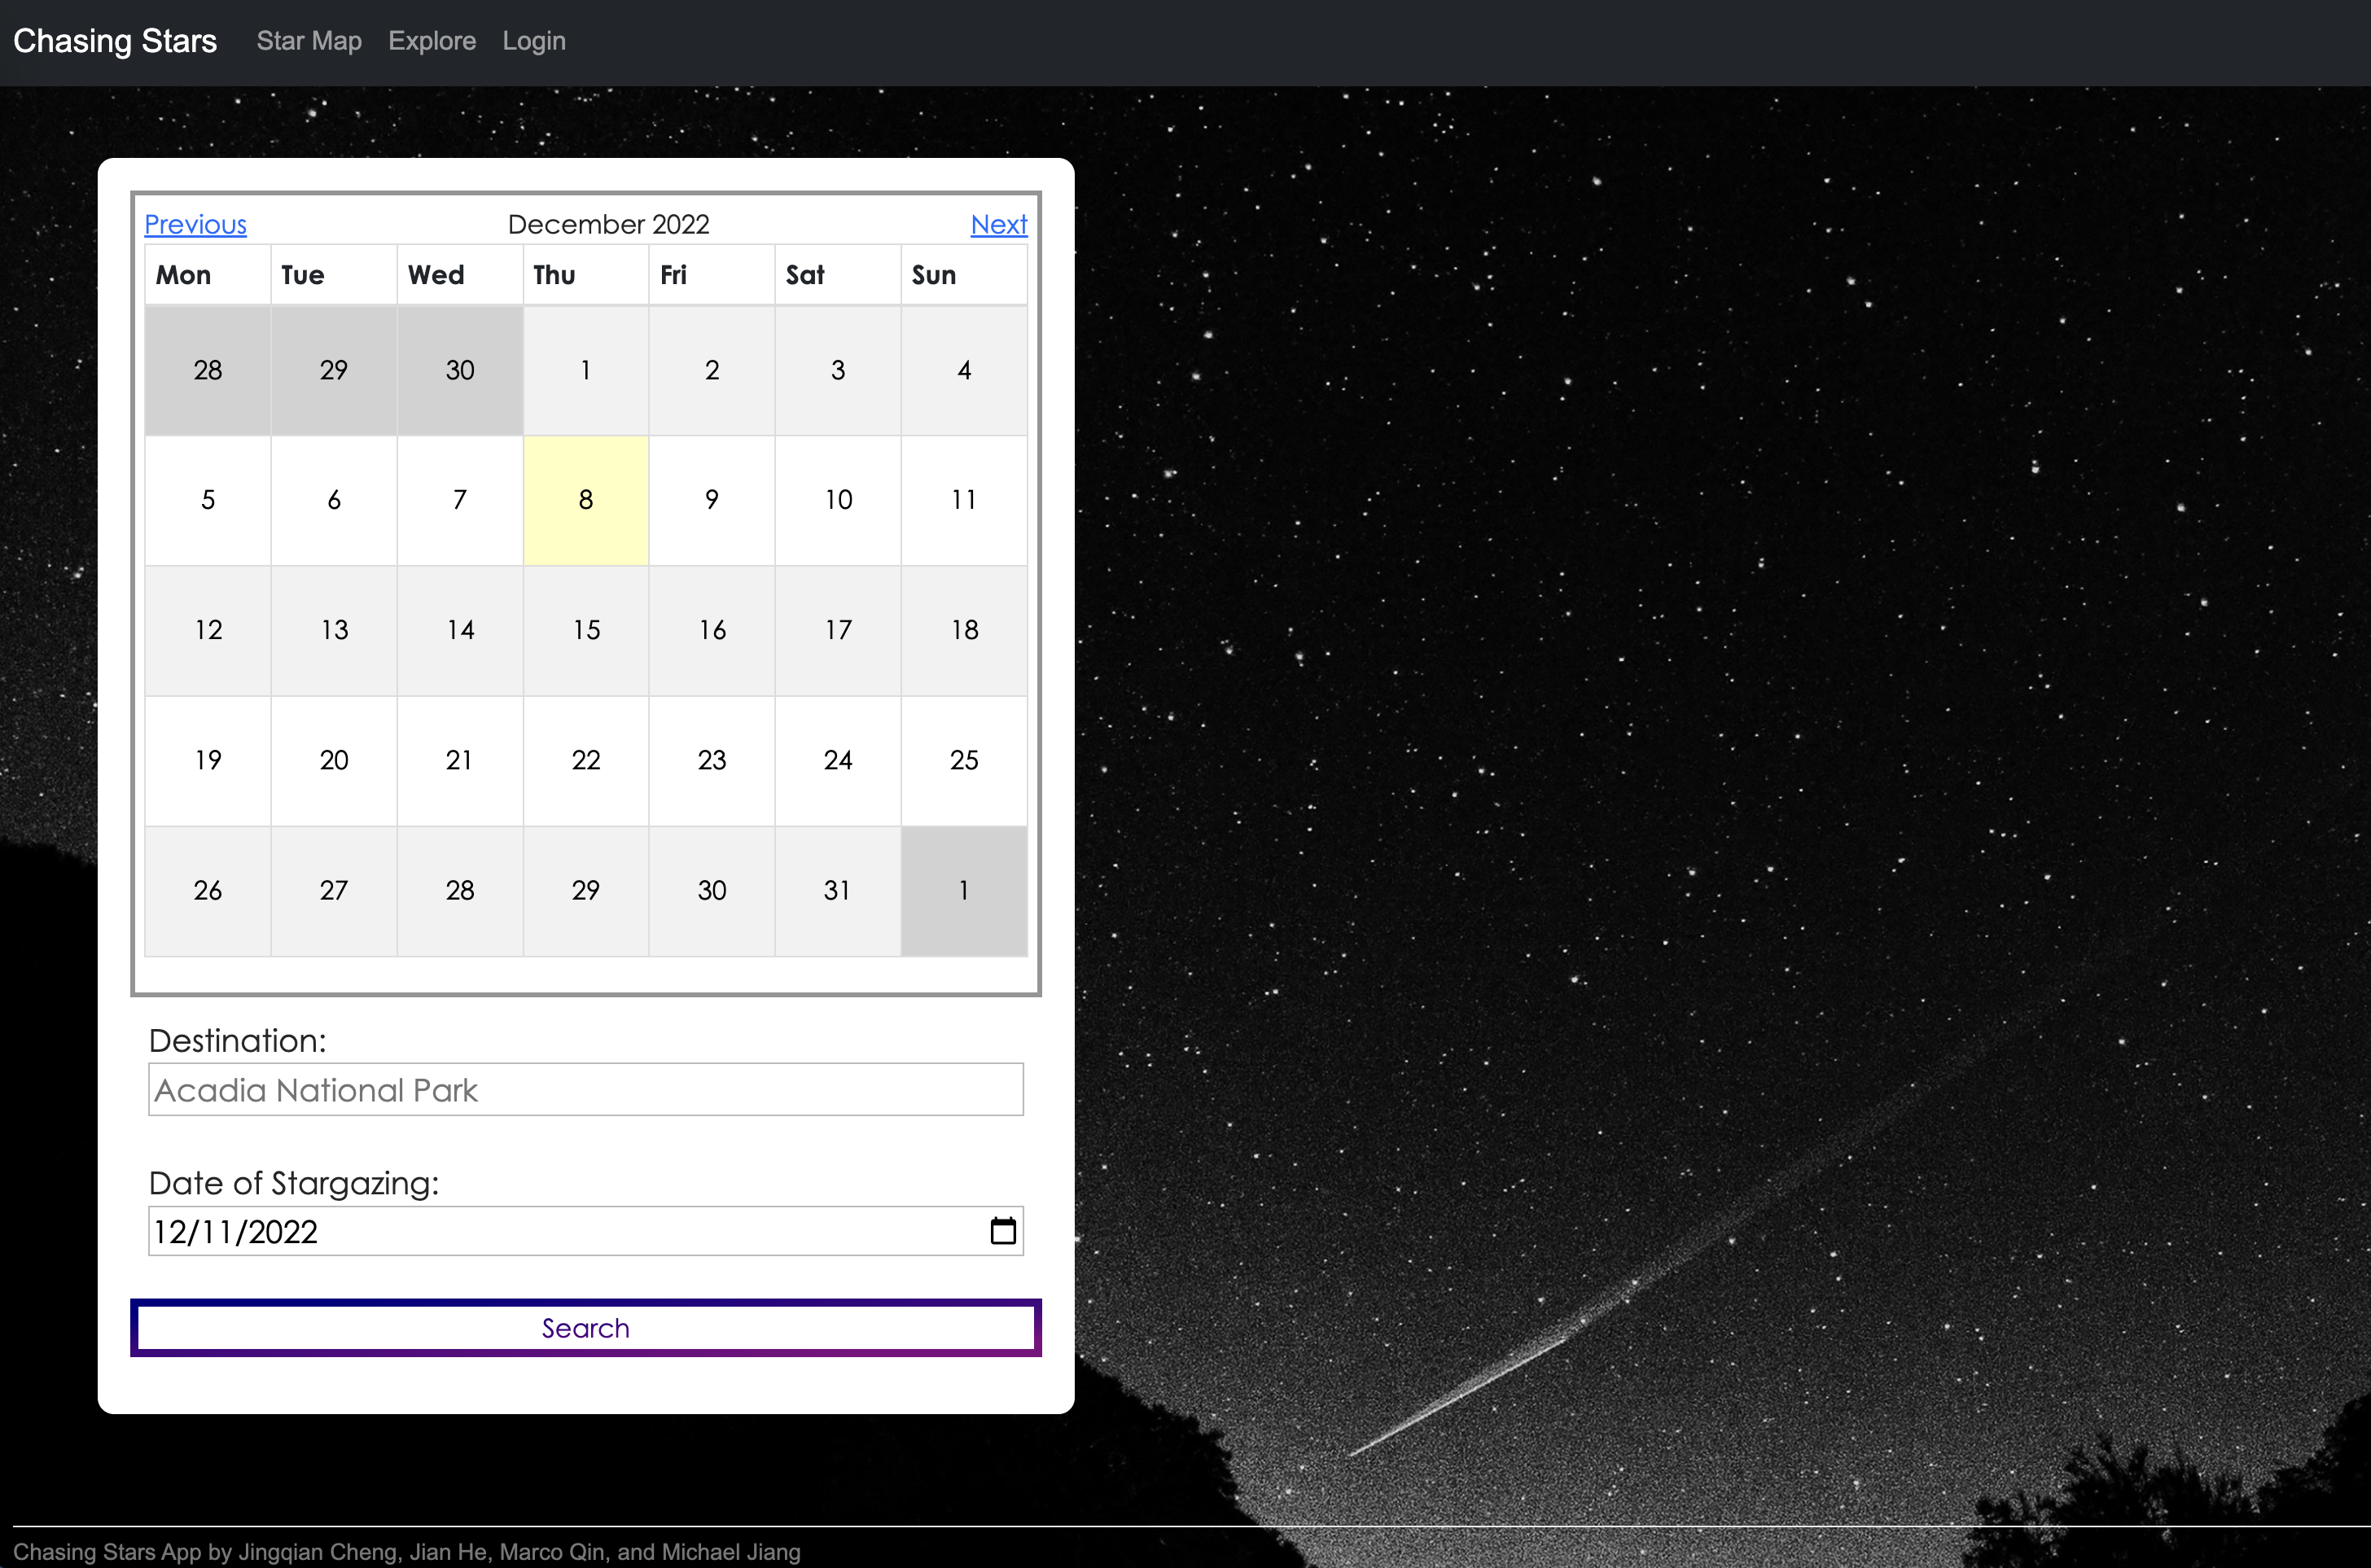 Chasing Stars Star Map Explore Login
Previous December 2022 Next
Mon Tue Wed Thu Fri Sat Sun
28 29 30 1 2 3 4
5 6 7 8 9 10 11
12 13 14 15 16 17 18
19 20 21 22 23 24 25
26 27 28 29 30 31 1
Destination:
Acadia National Park
Date of Stargazing:
12/11/2022
Search
Chasing Stars App by Jingqian Cheng, Jian He, Marco Qin, and Michael Jiang